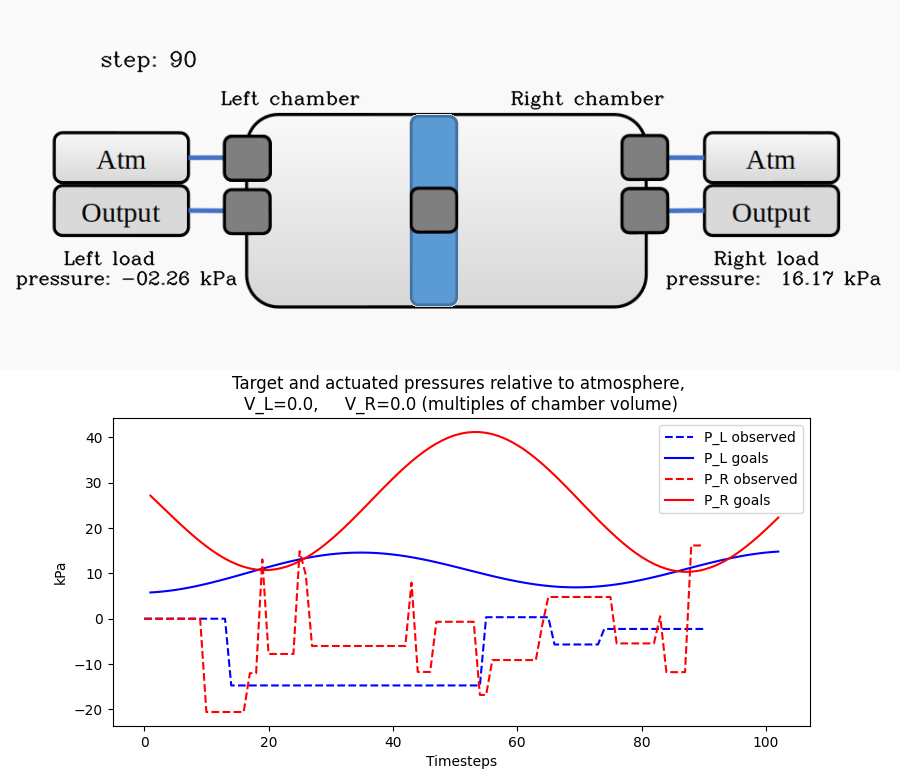 step: 90
Left chamber
Right chamber
Atm
Atm
Output
Output
Left load
pressure: -02.26 kPa
Right load
pressure: 16.17 kPa
Target and actuated pressures relative to atmosphere,
V_L=0.0, V_R=0.0 (multiples of chamber volume)
P_L observed
P_L goals
P_R observed
P_R goals
kPa
40
30
20
10
0
−10
−20
0
20
40
60
80
100
Timesteps